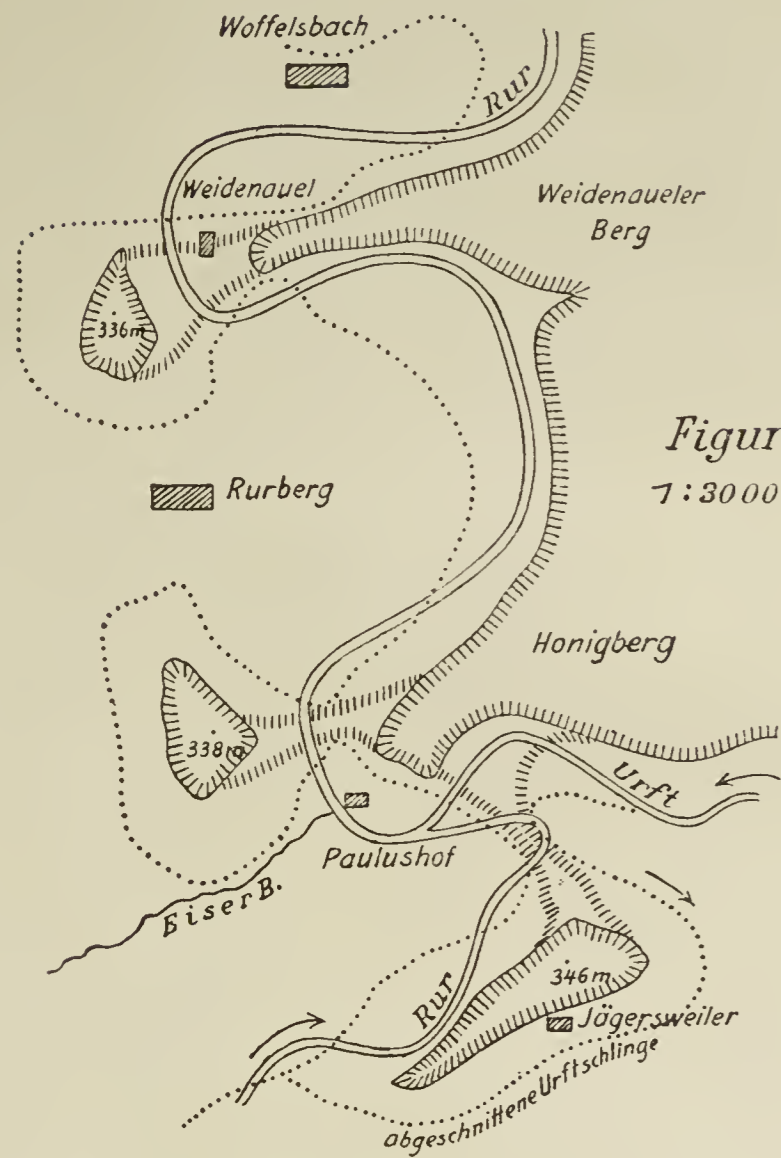 Woffelsbach
Rur
Weidenauel
Weidenaueler
Berg
336m
Figur
1:3000
Rurberg
Honigberg
338m
Urft
Paulushof
Eiser B.
346m
Rur
Jägersweiler
abgeschnittene Urftschlinge